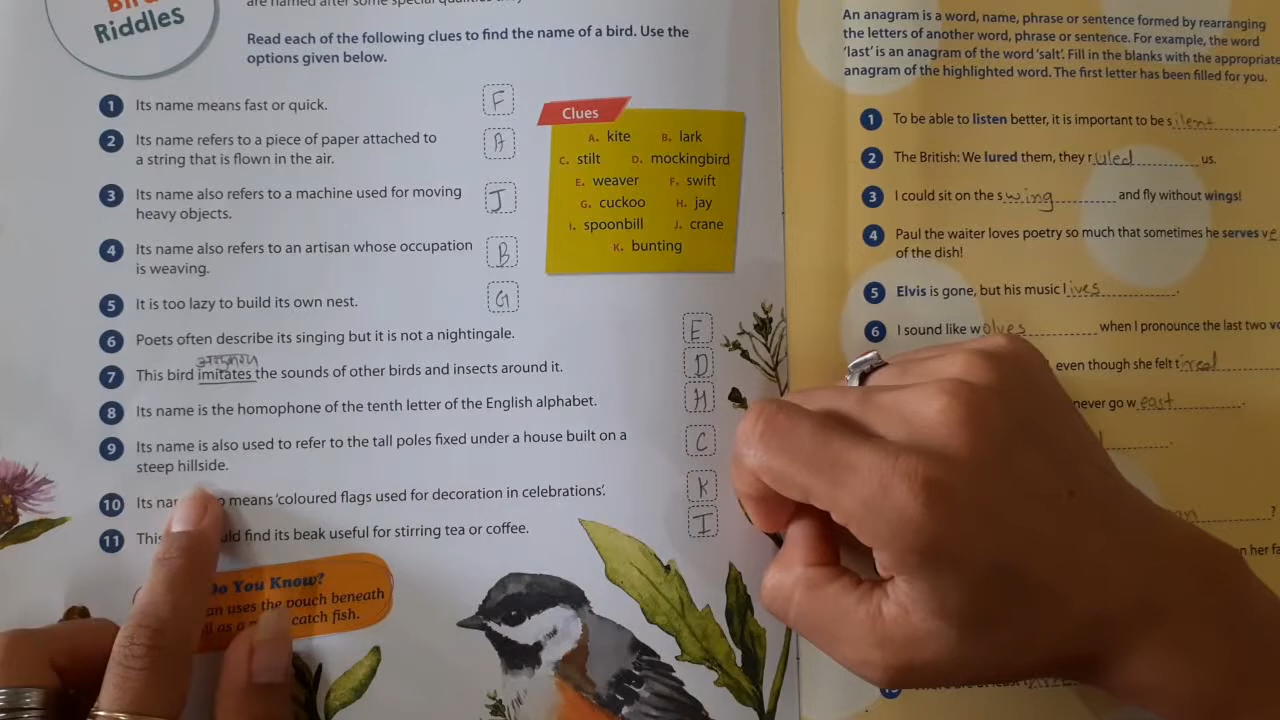 Riddles
Read each of the following clues to find the name of a bird. Use the
options given below.
1 Its name means fast or quick. F
2 Its name refers to a piece of paper attached to
a string that is flown in the air. A
3 Its name also refers to a machine used for moving
heavy objects. J
4 Its name also refers to an artisan whose occupation
is weaving. B
5 It is too lazy to build its own nest. G
6 Poets often describe its singing but it is not a nightingale. E
7 This bird imitates the sounds of other birds and insects around it. D
8 Its name is the homophone of the tenth letter of the English alphabet. H
9 Its name is also used to refer to the tall poles fixed under a house built on a
steep hillside. C
10 Its means 'coloured flags used for decoration in celebrations'. K
11 This find its beak useful for stirring tea or coffee. I
Clues
A. kite B. lark
C. stilt D. mockingbird
E. weaver F. swift
G. cuckoo H. jay
I. spoonbill J. crane
K. bunting
Do You Know?
uses the pouch beneath
as a catch fish.
An anagram is a word, name, phrase or sentence formed by rearranging
the letters of another word, phrase or sentence. For example, the word
'last' is an anagram of the word 'salt'. Fill in the blanks with the appropriate
anagram of the highlighted word. The first letter has been filled for you.
1 To be able to listen better, it is important to be silent
2 The British: We lured them, they ruled us.
3 I could sit on the swing and fly without wings!
4 Paul the waiter loves poetry so much that sometimes he serves ve
of the dish!
5 Elvis is gone, but his music lives.
6 I sound like wolves when I pronounce the last two
even though she felt
never go w east.